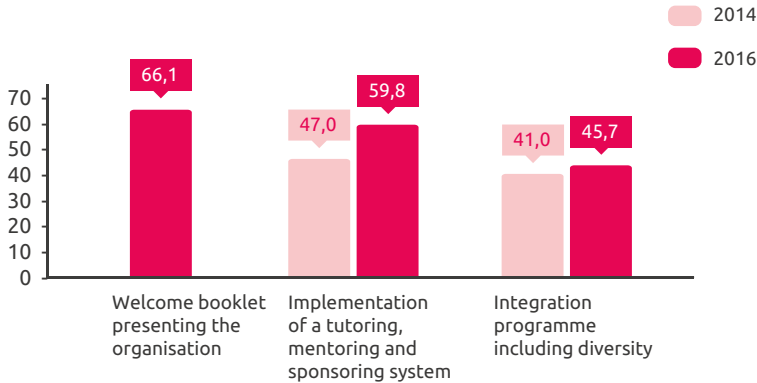 2014
2016
66,1
59,8
47,0
45,7
41,0
70
60
50
40
30
20
10
0
Welcome booklet
presenting the
organisation
Implementation
of a tutoring,
mentoring and
sponsoring system
Integration
programme
including diversity